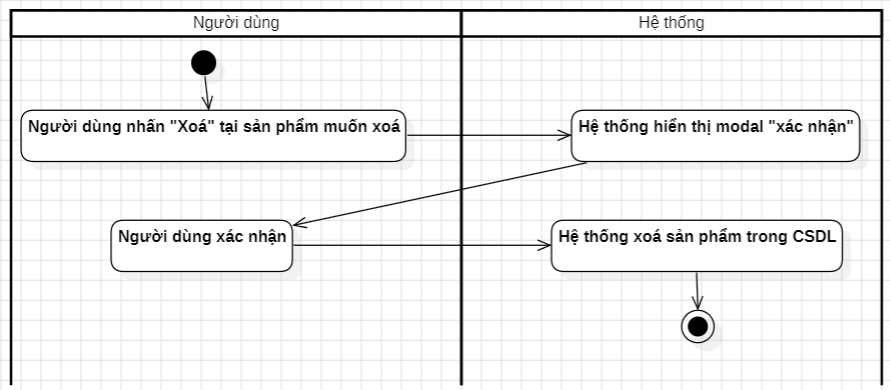 Người dùng
Hệ thống
Người dùng nhấn "Xoá" tại sản phẩm muốn xoá
Hệ thống hiển thị modal "xác nhận"
Người dùng xác nhận
Hệ thống xoá sản phẩm trong CSDL